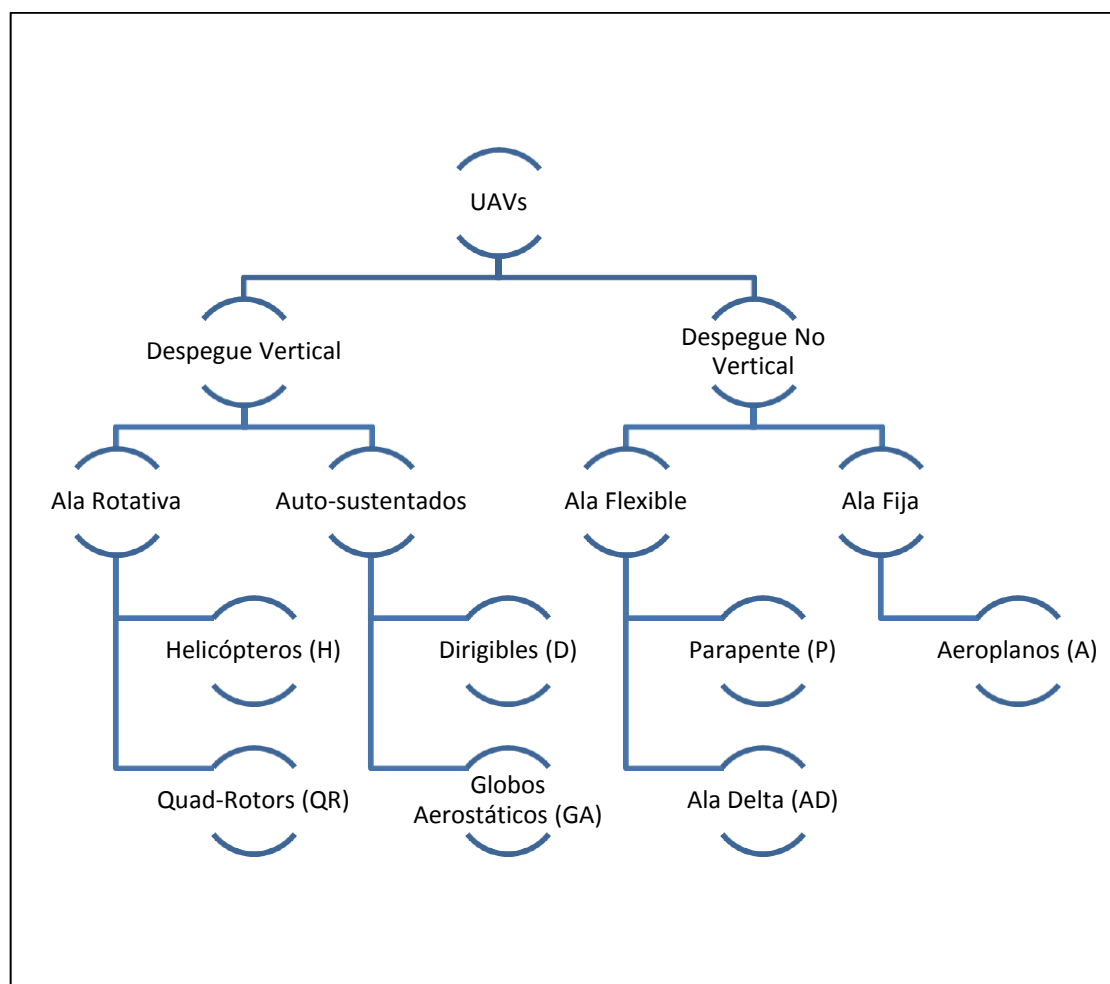 UAVs
Despegue Vertical
Despegue No
Vertical
Ala Rotativa
Auto-sustentados
Ala Flexible
Ala Fija
Helicópteros (H)
Dirigibles (D)
Parapente (P)
Aeroplanos (A)
Quad-Rotors (QR)
Globos
Aerostáticos (GA)
Ala Delta (AD)